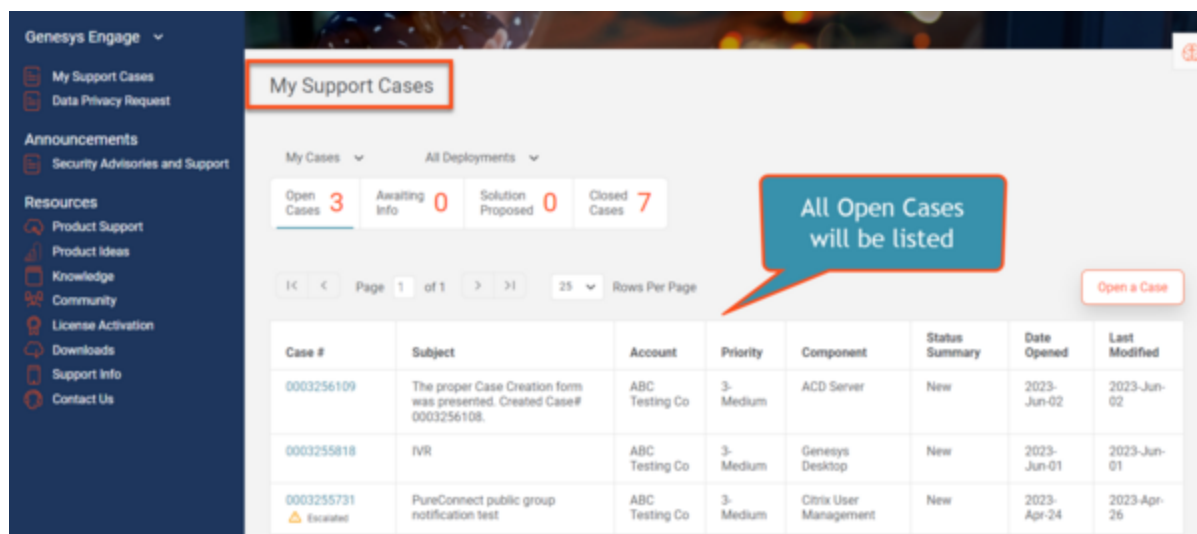 Genesys Engage
My Support Cases
Data Privacy Request
Announcements
Security Advisories and Support
Resources
Product Support
Product Ideas
Knowledge
Community
License Activation
Downloads
Support Info
Contact Us
My Support Cases
My Cases All Deployments
Open Cases 3 Awaiting Info 0 Solution Proposed 0 Closed Cases 7
All Open Cases
will be listed
Page 1 of 1 25 Rows Per Page
Open a Case
Case # Subject Account Priority Component Status Summary Date Opened Last Modified
0003256109 The proper Case Creation form ABC 3- ACD Server New 2023- 2023-Jun-
was presented. Created Case# Testing Co Medium Jun-02 02
0003256108.
0003255818 IVR ABC 3- Genesys New 2023- 2023-Jun-
Testing Co Medium Desktop Jun-01 01
0003255731 PureConnect public group ABC 3- Citrix User New 2023- 2023-Apr-
Escalated notification test Testing Co Medium Management Apr-24 26